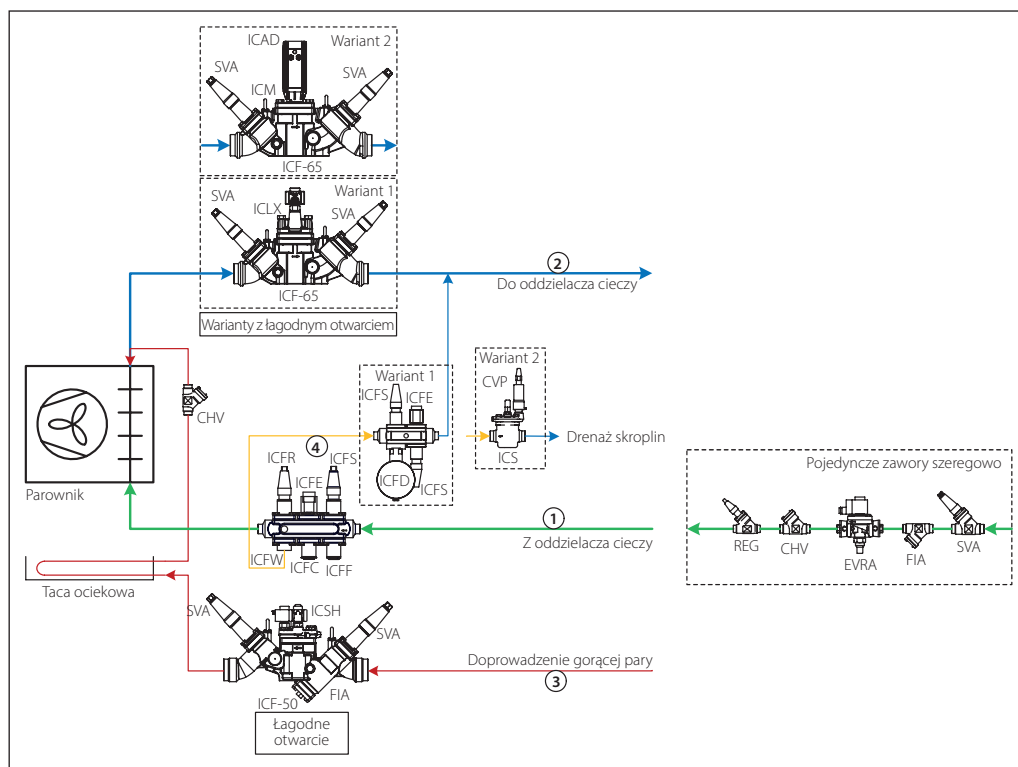 ICAD
Wariant 2
SVA
SVA
ICM
ICF-65
Wariant 1
SVA
ICLX
SVA
ICF-65
2
Do oddzielacza cieczy
Warianty z łagodnym otwarciem
Wariant 1
ICFS
ICFE
ICFD
ICFS
Wariant 2
CVP
ICS
Drenaż skroplin
CHV
4
Parownik
ICFR
ICFS
ICFE
ICFW
ICFC
ICFF
1
Z oddzielacza cieczy
Pojedyncze zawory szeregowo
REG
CHV
EVRA
FIA
SVA
Taca ociekowa
SVA
ICSH
SVA
FIA
ICF-50
Doprowadzenie gorącej pary
3
Łagodne
otwarcie